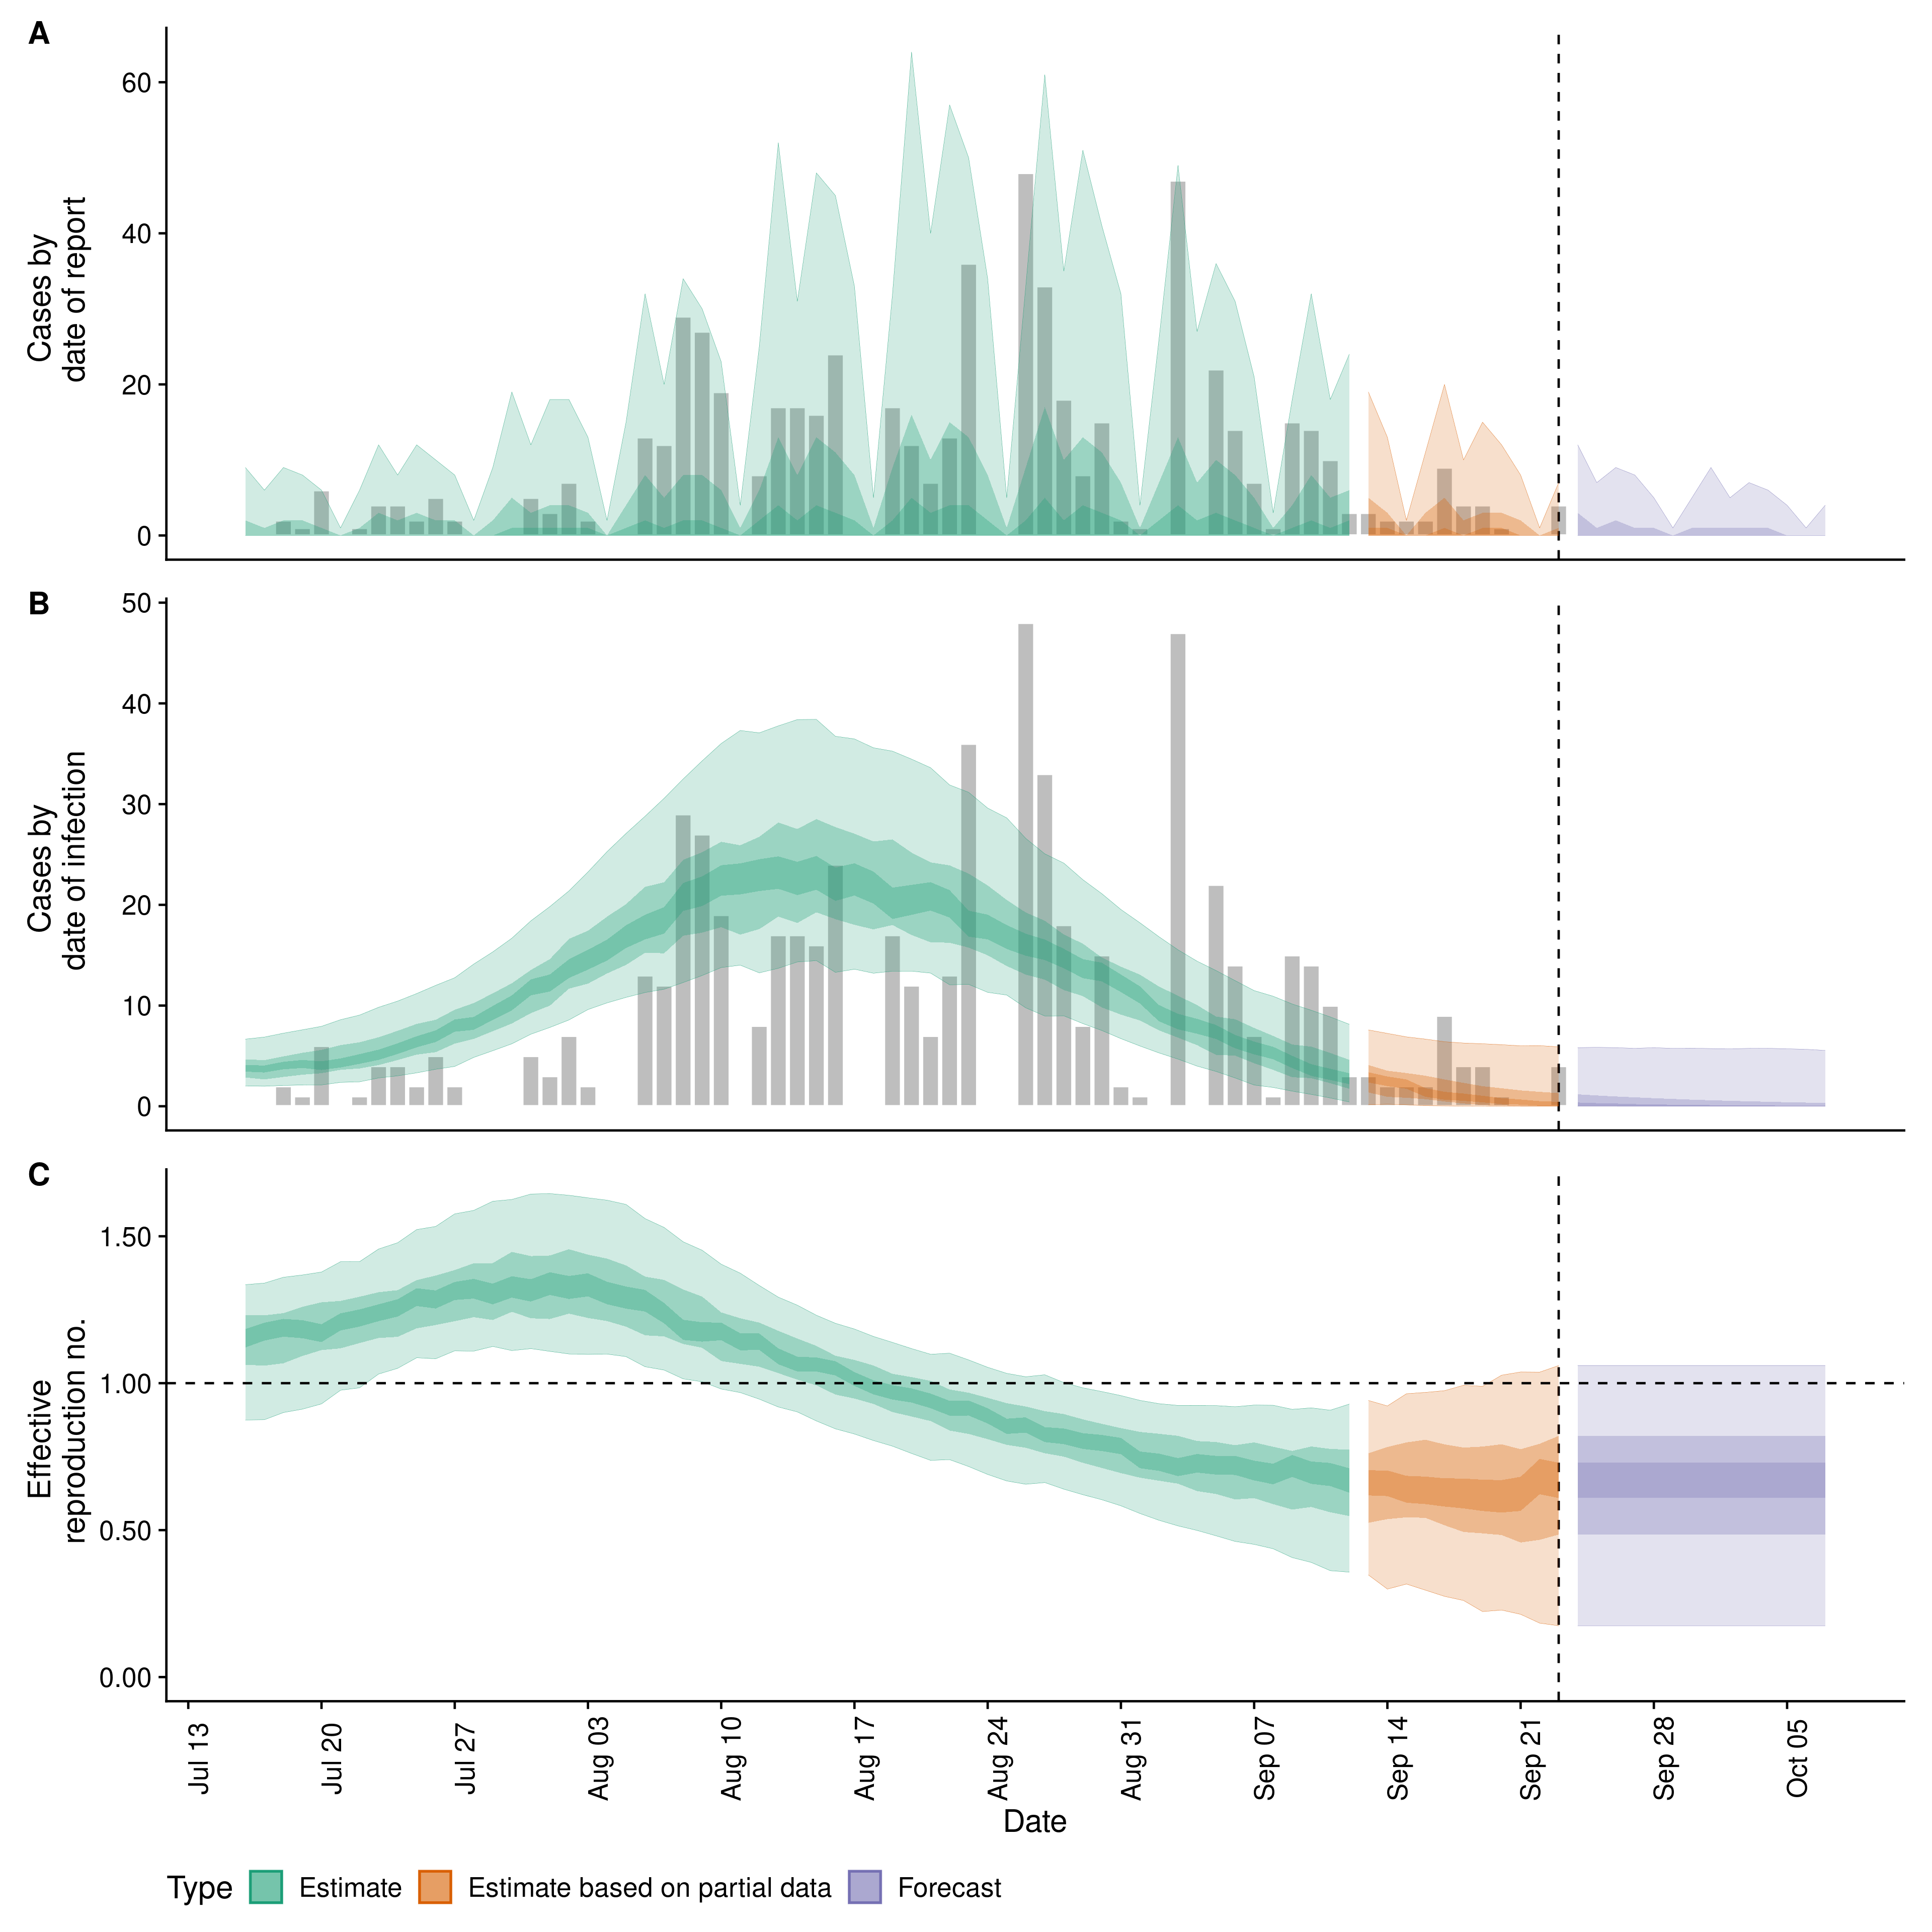 A
Cases by
date of report
60
40
20
0
B
Cases by
date of infection
50
40
30
20
10
0
C
Effective
reproduction no.
1.50
1.00
0.50
0.00
Jul 13
Jul 20
Jul 27
Aug 03
Aug 10
Aug 17
Aug 24
Aug 31
Sep 07
Sep 14
Sep 21
Sep 28
Oct 05
Date
Type Estimate Estimate based on partial data Forecast